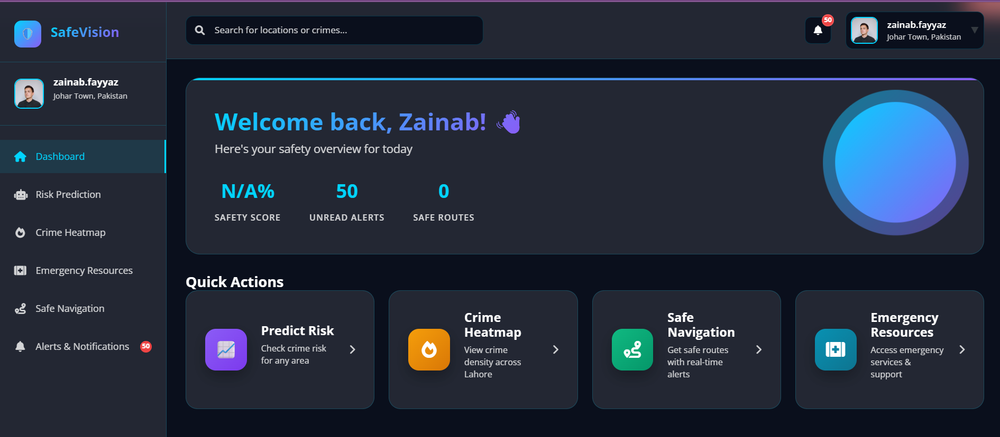 SafeVision
zainab.fayyaz
Johar Town, Pakistan
Dashboard
Risk Prediction
Crime Heatmap
Emergency Resources
Safe Navigation
Alerts & Notifications 50
Search for locations or crimes...
50
zainab.fayyaz
Johar Town, Pakistan
Welcome back, Zainab! 👋
Here's your safety overview for today
N/A%
SAFETY SCORE
50
UNREAD ALERTS
0
SAFE ROUTES
Quick Actions
Predict Risk
Check crime risk
for any area
Crime
Heatmap
View crime
density across
Lahore
Safe
Navigation
Get safe routes
with real-time
alerts
Emergency
Resources
Access emergency
services &
support